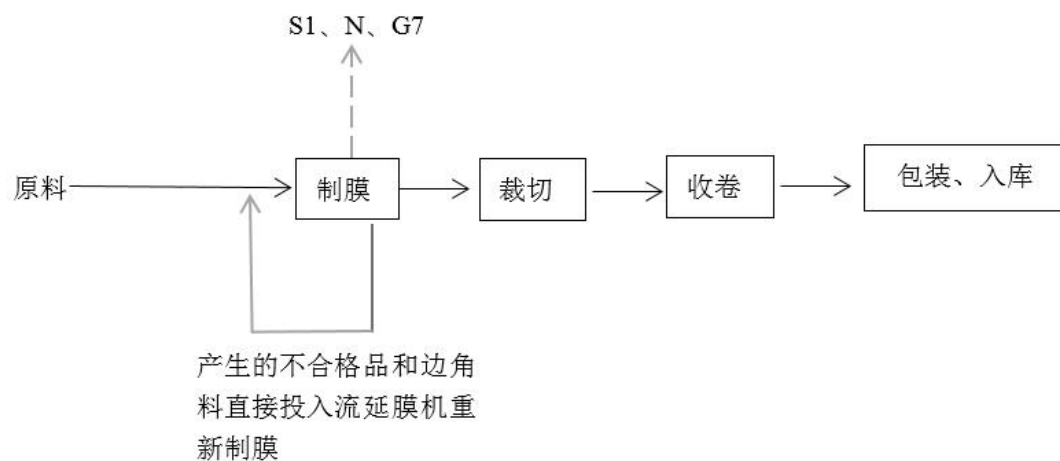 S1、N、G7
原料
制膜
裁切
收卷
包装、入库
产生的不合格品和边角
料直接投入流延膜机重
新制膜